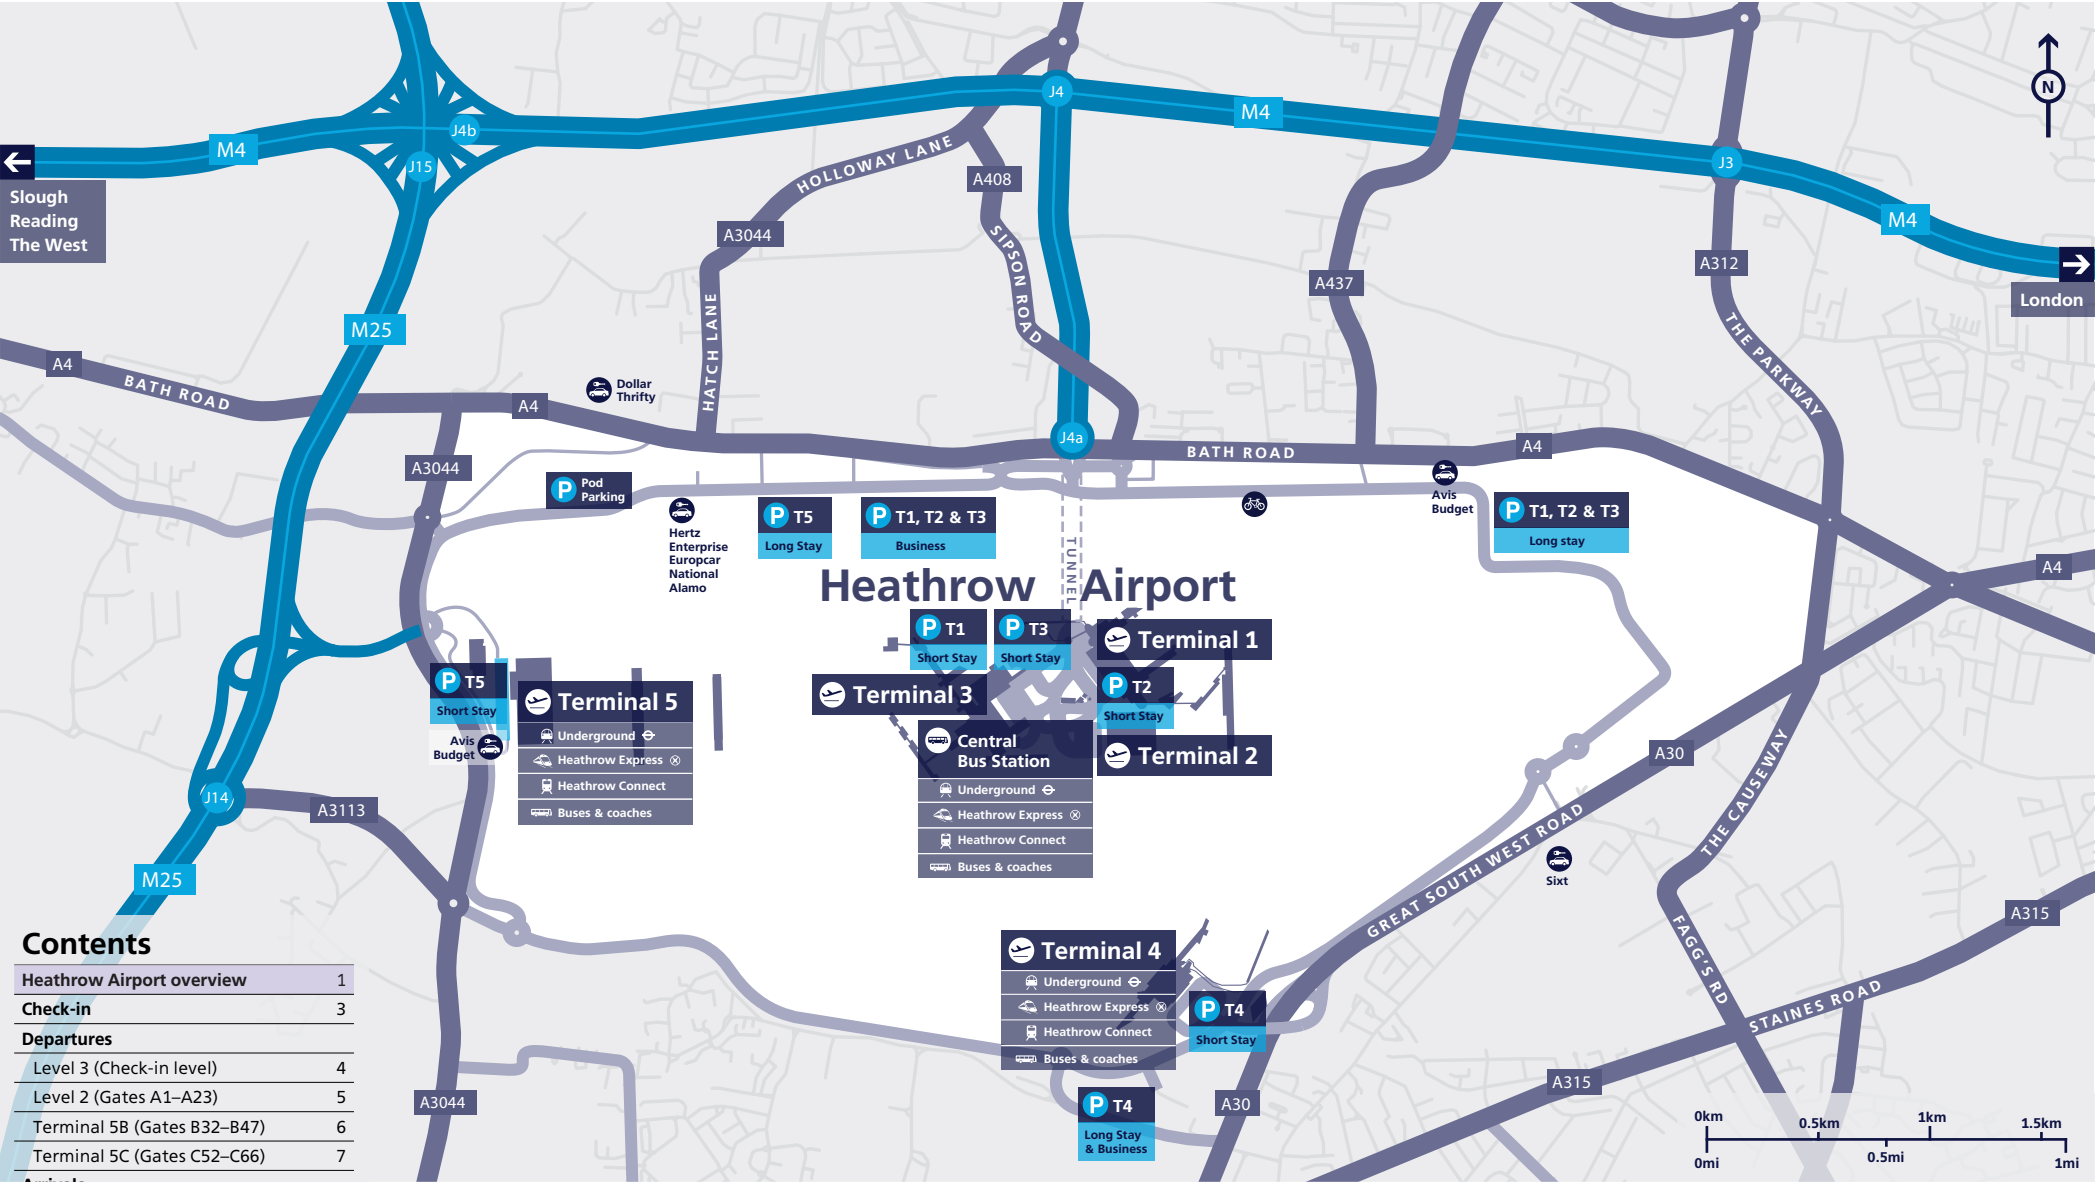 J4
M4
N
J4b
M4
J3
J15
Slough
Reading
The West
HOLLOWAY LANE
A408
A3044
M4
SIPSON ROAD
A437
A312
London
M25
HATCH LANE
THE PARKWAY
A4
BATH ROAD
Dollar
Thrifty
A4
J4a
BATH ROAD
A4
A3044
Pod
Parking
Avis
Budget
P T5
Long Stay
P T1, T2 & T3
Business
P T1, T2 & T3
Long stay
Hertz
Enterprise
Europcar
National
Alamo
TUNNEL
A4
Heathrow Airport
P T1
Short Stay
P T3
Short Stay
Terminal 1
P T5
Short Stay
Terminal 5
Underground
Heathrow Express
Heathrow Connect
Buses & coaches
Avis
Budget
Terminal 3
P T2
Short Stay
Terminal 2
Central
Bus Station
Underground
Heathrow Express
Heathrow Connect
Buses & coaches
A30
J14
A3113
THE CAUSEWAY
GREAT SOUTH WEST ROAD
Sixt
M25
A315
FAGG'S RD
Terminal 4
Underground
Heathrow Express
Heathrow Connect
Buses & coaches
P T4
Short Stay
STAINES ROAD
A315
A3044
P T4
Long Stay
& Business
A30
Contents
Heathrow Airport overview 1
Check-in 3
Departures
Level 3 (Check-in level) 4
Level 2 (Gates A1–A23) 5
Terminal 5B (Gates B32–B47) 6
Terminal 5C (Gates C52–C66) 7
0km 0.5km 1km 1.5km
0mi 0.5mi 1mi